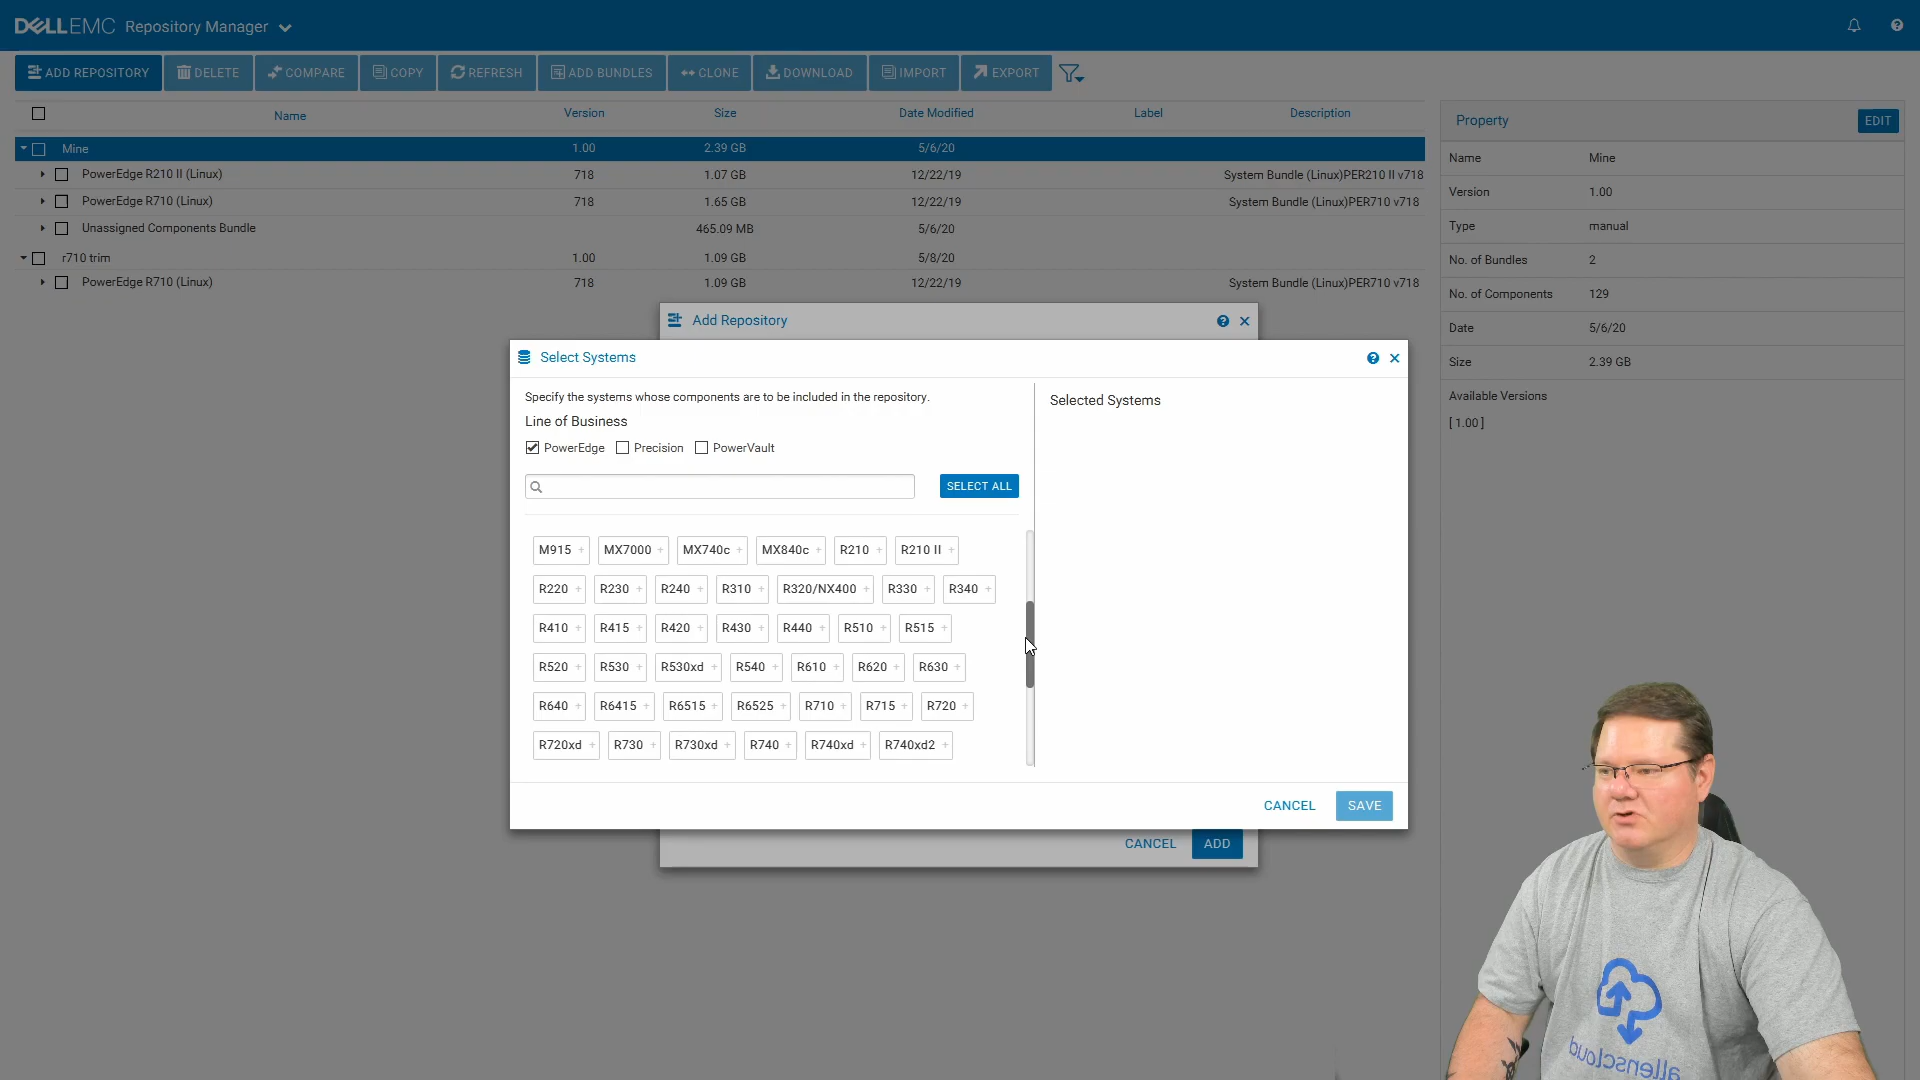 DELLEMC Repository Manager
ADD REPOSITORY DELETE COMPARE COPY REFRESH ADD BUNDLES CLONE DOWNLOAD IMPORT EXPORT
Name Version Size Date Modified Label Description
Mine 1.00 2.39 GB 5/6/20
PowerEdge R210 II (Linux) 718 1.07 GB 12/22/19 System Bundle (Linux)PER210 II v718
PowerEdge R710 (Linux) 718 1.65 GB 12/22/19 System Bundle (Linux)PER710 v718
Unassigned Components Bundle 465.09 MB 5/6/20
r710 trim 1.00 1.09 GB 5/8/20
PowerEdge R710 (Linux) 718 1.09 GB 12/22/19 System Bundle (Linux)PER710 v718
Property EDIT
Name Mine
Version 1.00
Type manual
No. of Bundles 2
No. of Components 129
Date 5/6/20
Size 2.39 GB
Available Versions
[ 1.00 ]
Add Repository
Select Systems
Specify the systems whose components are to be included in the repository.
Line of Business
PowerEdge Precision PowerVault
SELECT ALL
M915 + MX7000 + MX740c + MX840c + R210 + R210 II +
R220 + R230 + R240 + R310 + R320/NX400 + R330 + R340 +
R410 + R415 + R420 + R430 + R440 + R510 + R515 +
R520 + R530 + R530xd + R540 + R610 + R620 + R630 +
R640 + R6415 + R6515 + R6525 + R710 + R715 + R720 +
R720xd + R730 + R730xd + R740 + R740xd + R740xd2 +
Selected Systems
CANCEL SAVE
CANCEL ADD
allenscloud